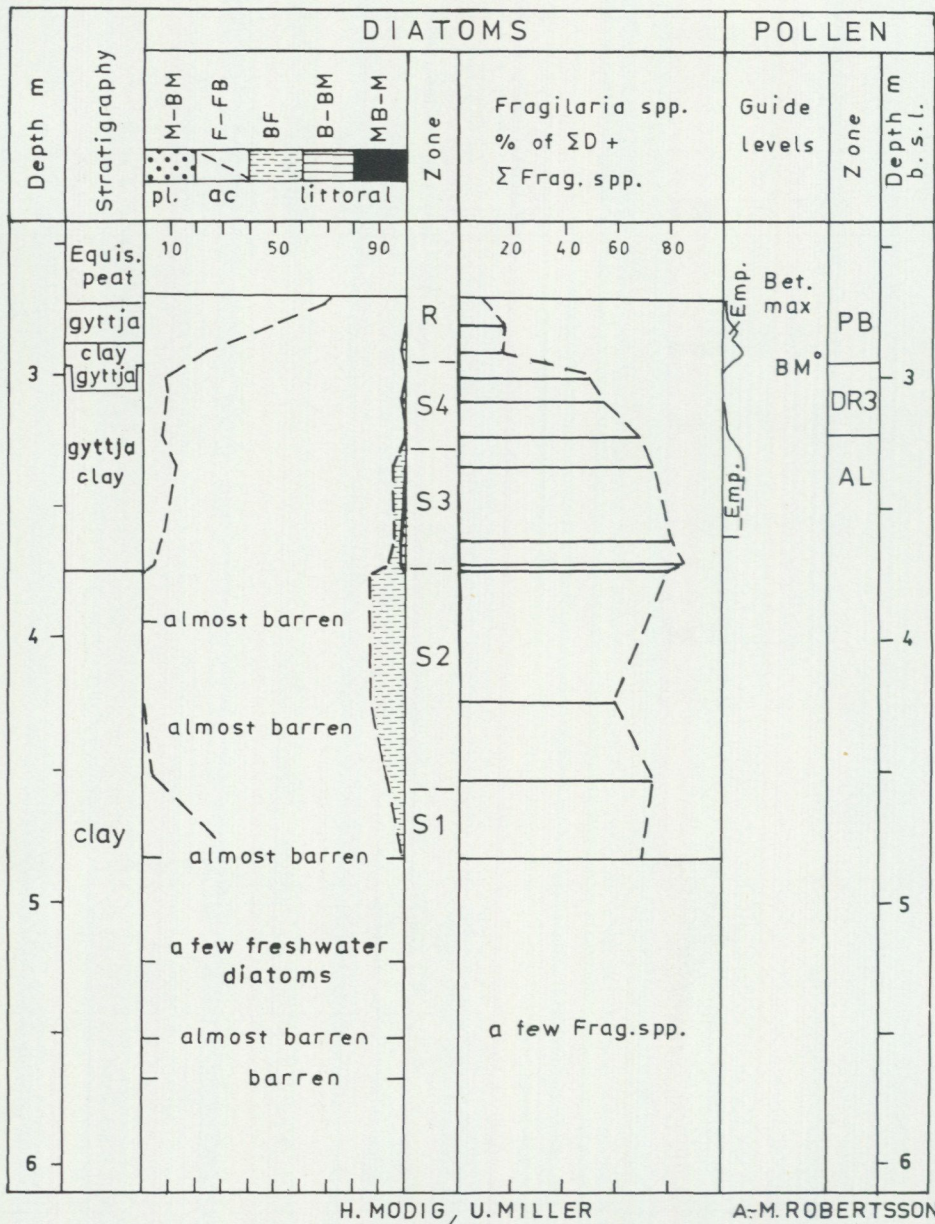 DIATOMS
POLLEN
Depth m
Stratigraphy
M-BM
F-FB
BF
B-BM
MB-M
pl. ac littoral
Zone
Fragilaria spp.
% of ΣD +
Σ Frag. spp.
Guide
levels
Zone
Depth m
b. s. l.
10 50 90
20 40 60 80
Equis.
peat
gyttja
clay
gyttja
gyttja
clay
clay
3
4
5
6
almost barren
almost barren
almost barren
a few freshwater
diatoms
almost barren
barren
R
S4
S3
S2
S1
a few Frag.spp.
Emp.
Emp.
Bet.
max
BM°
PB
DR3
AL
3
4
5
6
H. MODIG, U. MILLER
A.-M. ROBERTSSON